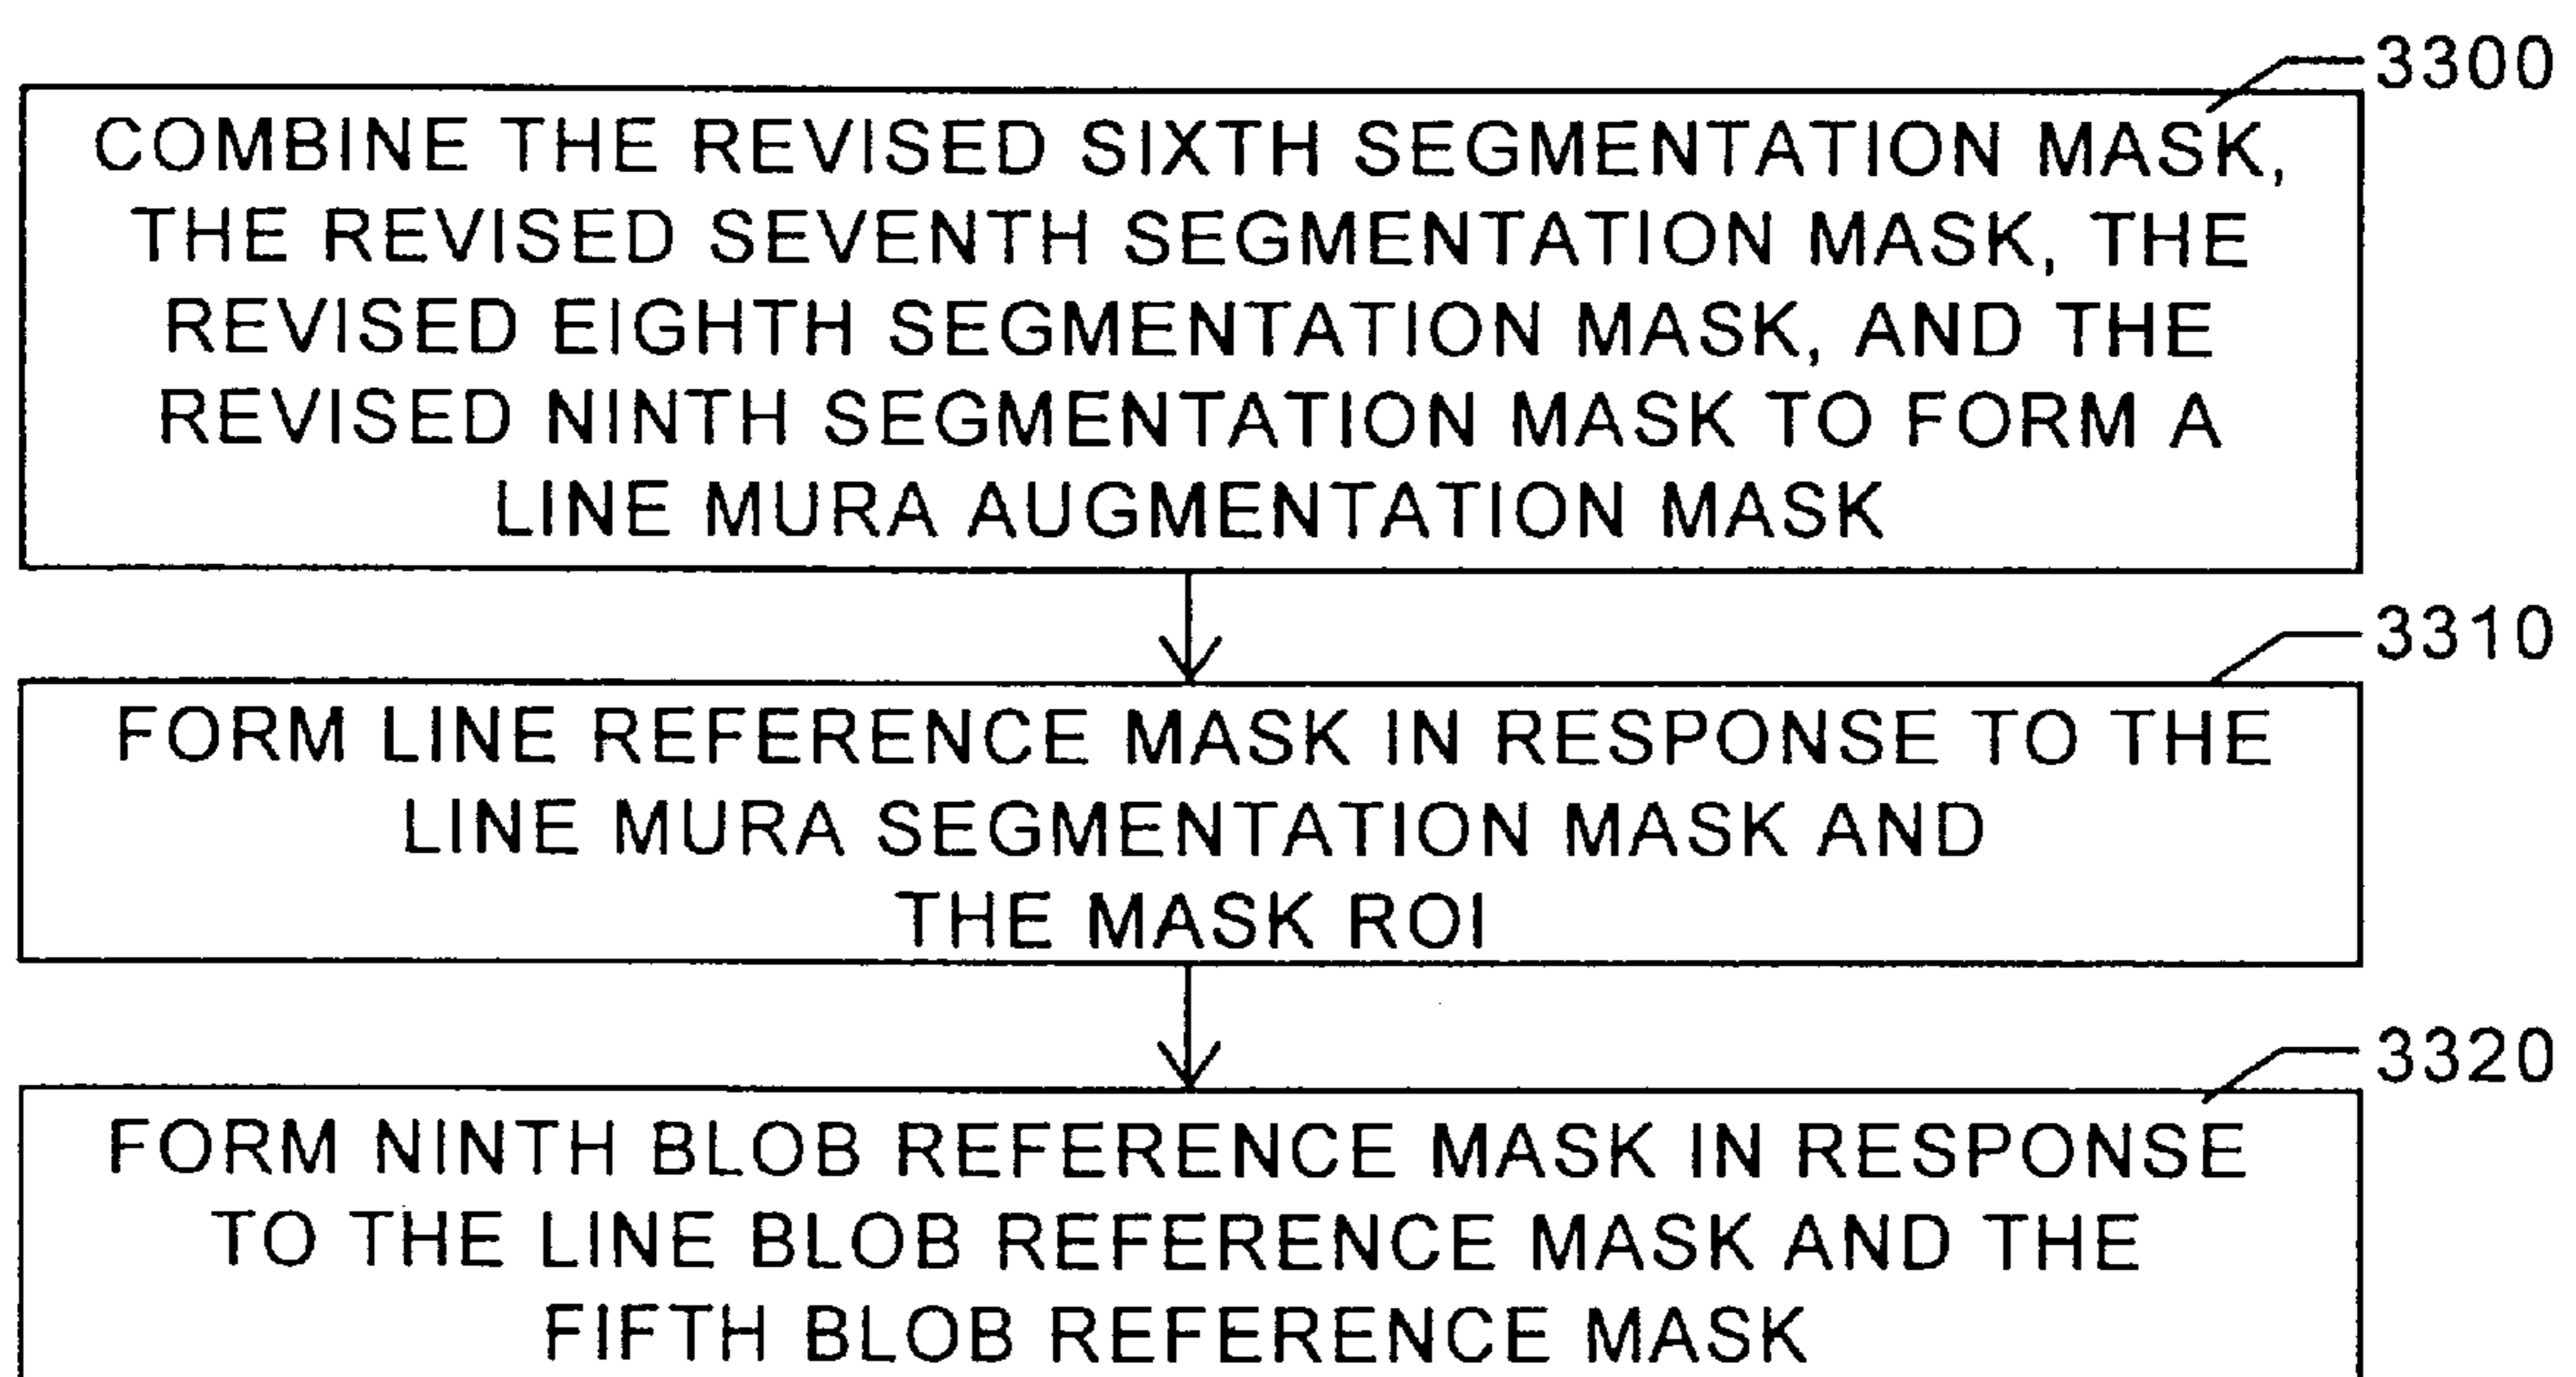 3300
COMBINE THE REVISED SIXTH SEGMENTATION MASK,
THE REVISED SEVENTH SEGMENTATION MASK, THE
REVISED EIGHTH SEGMENTATION MASK, AND THE
REVISED NINTH SEGMENTATION MASK TO FORM A
LINE MURA AUGMENTATION MASK
3310
FORM LINE REFERENCE MASK IN RESPONSE TO THE
LINE MURA SEGMENTATION MASK AND
THE MASK ROI
3320
FORM NINTH BLOB REFERENCE MASK IN RESPONSE
TO THE LINE BLOB REFERENCE MASK AND THE
FIFTH BLOB REFERENCE MASK